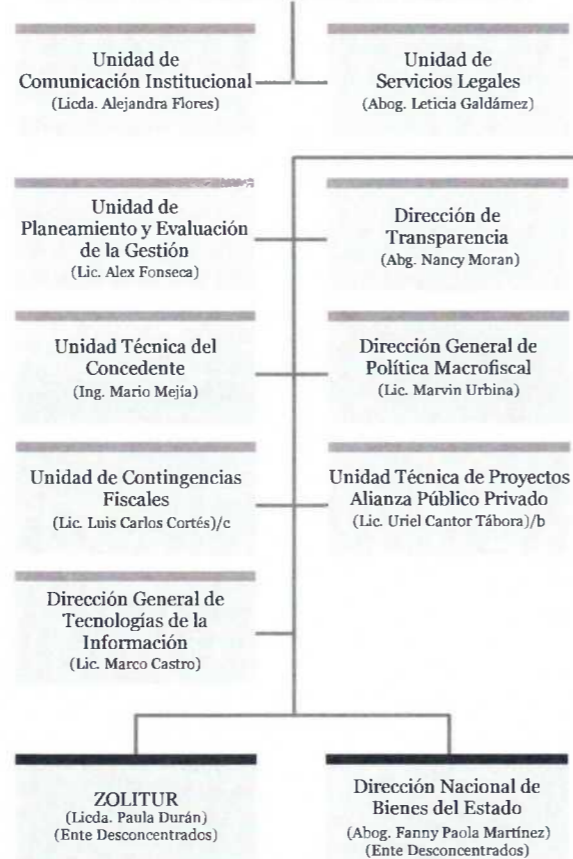 Unidad de
Comunicación Institucional
(Licda. Alejandra Flores)
Unidad de
Servicios Legales
(Abog. Leticia Galdámez)
Unidad de
Planeamiento y Evaluación
de la Gestión
(Lic. Alex Fonseca)
Dirección de
Transparencia
(Abg. Nancy Moran)
Unidad Técnica del
Concedente
(Ing. Mario Mejía)
Dirección General de
Política Macrofiscal
(Lic. Marvin Urbina)
Unidad de Contingencias
Fiscales
(Lic. Luis Carlos Cortés)/c
Unidad Técnica de Proyectos
Alianza Público Privado
(Lic. Uriel Cantor Tábora)/b
Dirección General de
Tecnologías de la
Información
(Lic. Marco Castro)
ZOLITUR
(Licda. Paula Durán)
(Ente Desconcentrados)
Dirección Nacional de
Bienes del Estado
(Abog. Fanny Paola Martínez)
(Ente Desconcentrados)